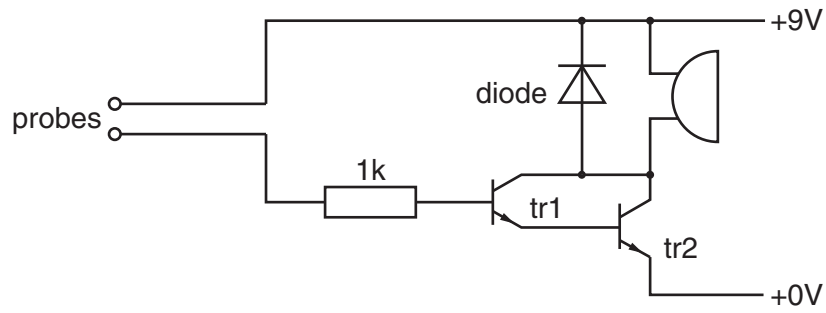 +9V
diode
probes
1k
tr1
tr2
+0V